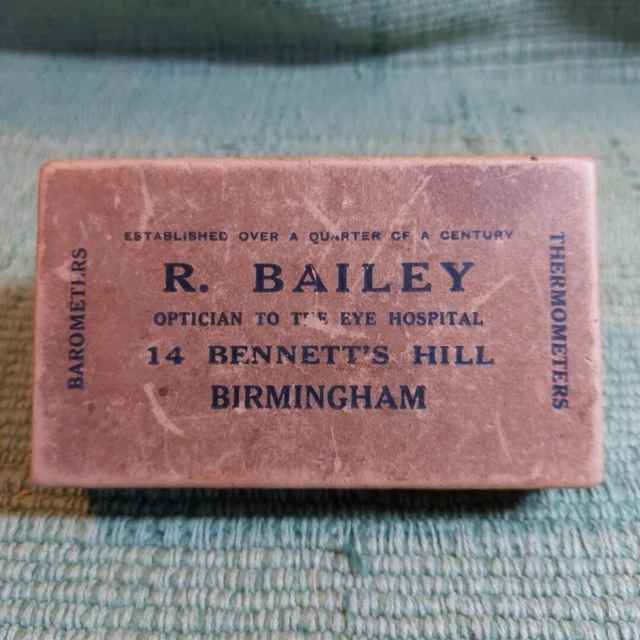 ESTABLISHED OVER A QUARTER OF A CENTURY
R. BAILEY
OPTICIAN TO THE EYE HOSPITAL
14 BENNETT'S HILL
BIRMINGHAM
BAROMETERS
THERMOMETERS